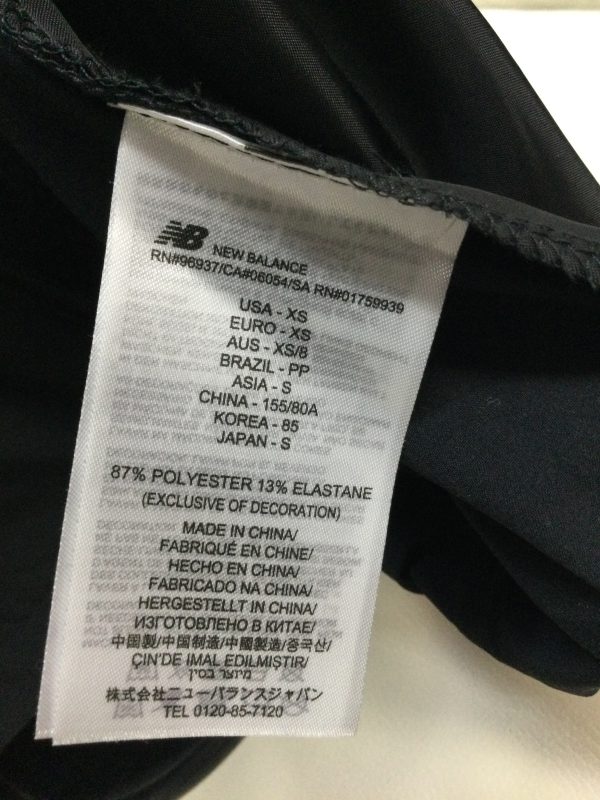 NB NEW BALANCE
RN#96937/CA#06054/SA RN#01759939
USA - XS
EURO - XS
AUS - XS/8
BRAZIL - PP
ASIA - S
CHINA - 155/80A
KOREA - 85
JAPAN - S
87% POLYESTER 13% ELASTANE
(EXCLUSIVE OF DECORATION)
MADE IN CHINA/
FABRIQUÉ EN CHINE/
HECHO EN CHINA/
FABRICADO NA CHINA/
HERGESTELLT IN CHINA/
ИЗГОТОВЛЕНО В КИТАЕ/
中国製/中国制造/中國製造/중국산/
ÇIN'DE IMAL EDILMIŞTIR/
מיוצר בסין
株式会社ニューバランスジャパン
TEL 0120-85-7120